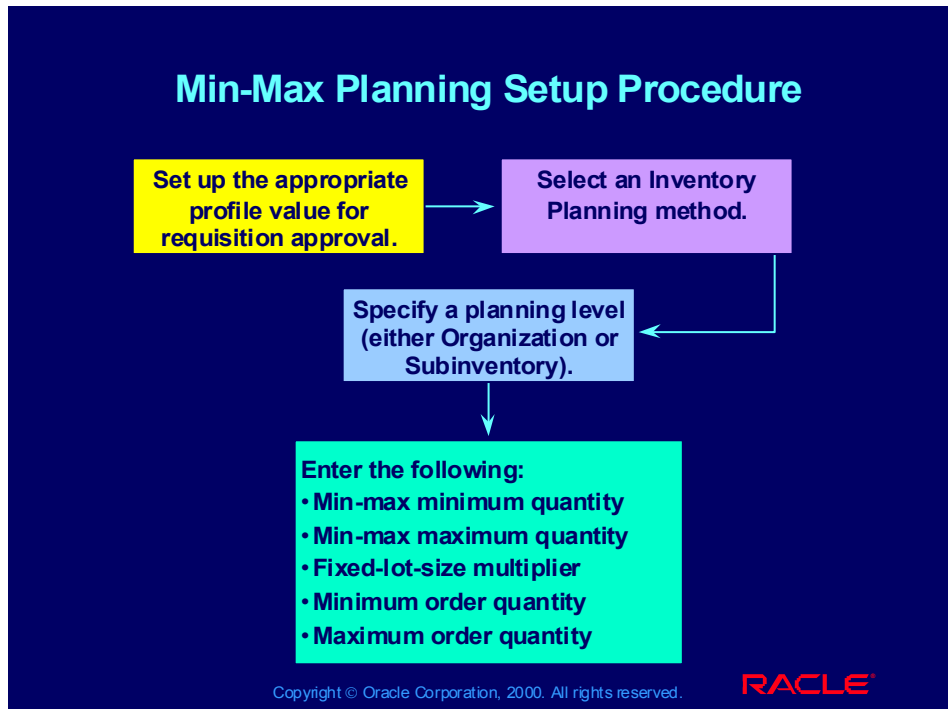 Min-Max Planning Setup Procedure
Set up the appropriate
profile value for
requisition approval.
Select an Inventory
Planning method.
Specify a planning level
(either Organization or
Subinventory).
Enter the following:
• Min-max minimum quantity
• Min-max maximum quantity
• Fixed-lot-size multiplier
• Minimum order quantity
• Maximum order quantity
Copyright © Oracle Corporation, 2000. All rights reserved.
RACLE®